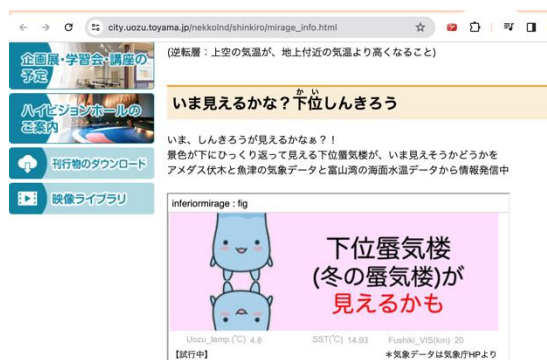 city.uozu.toyama.jp/nekkolnd/shinkiro/mirage_info.html
企画展・学習会・講座の
予定
ハイビジョンホールの
ご案内
刊行物のダウンロード
映像ライブラリ
(逆転層：上空の気温が、地上付近の気温より高くなること)
かい
いま見えるかな？下位しんきろう
いま、しんきろうが見えるかなぁ？！
景色が下にひっくり返って見える下位蜃気楼が、いま見えそうかどうかを
アメダス伏木と魚津の気象データと富山湾の海面水温データから情報発信中
inferiormirage : fig
下位蜃気楼
(冬の蜃気楼)が
見えるかも
Uozu_temp.(℃) 4.8 SST(℃) 14.93 Fushiki_VIS(km) 20
【試行中】 ＊気象データは気象庁HPより